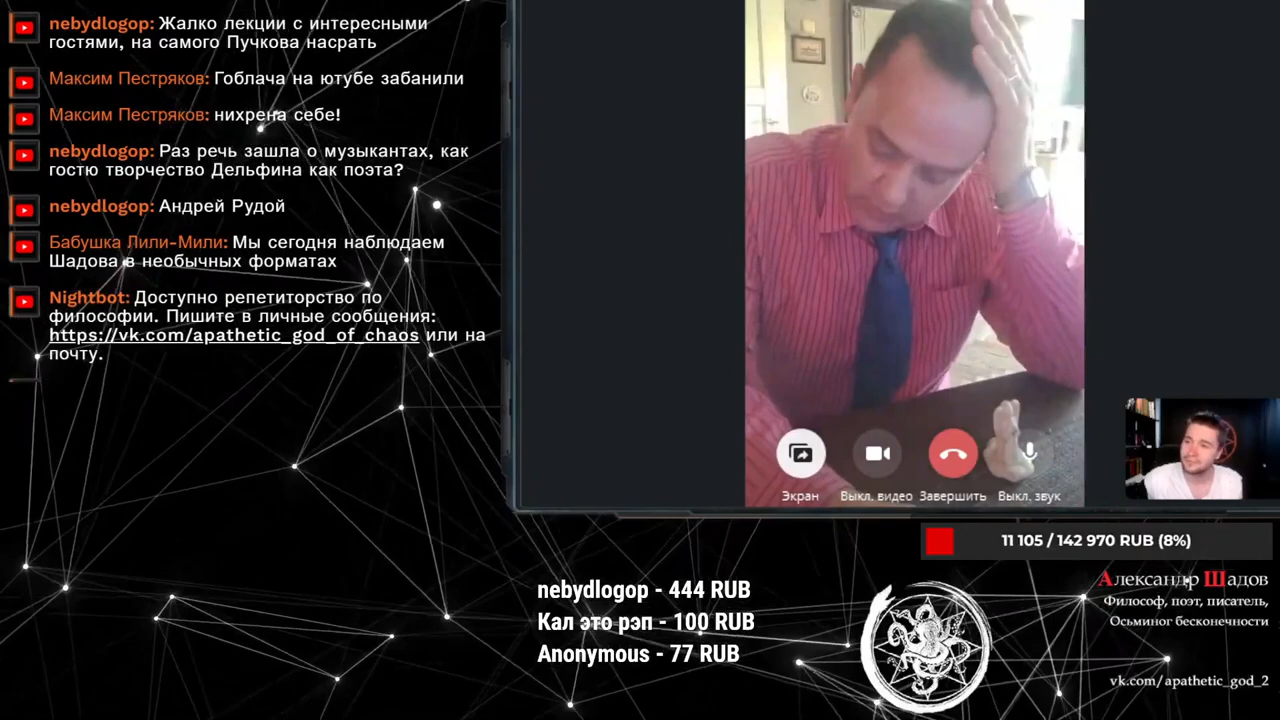 nebydlogop: Жалко лекции с интересными
гостями, на самого Пучкова насрать
Максим Пестряков: Гоблача на ютубе забанили
Максим Пестряков: нихрена себе!
nebydlogop: Раз речь зашла о музыкантах, как
гостю творчество Дельфина как поэта?
nebydlogop: Андрей Рудой
Бабушка Лили-Мили: Мы сегодня наблюдаем
Шадова в необычных форматах
Nightbot: Доступно репетиторство по
философии. Пишите в личные сообщения:
https://vk.com/apathetic_god_of_chaos или на
почту.
Экран
Выкл. видео
Завершить
Выкл. звук
11 105 / 142 970 RUB (8%)
nebydlogop - 444 RUB
Кал это рэп - 100 RUB
Anonymous - 77 RUB
Александр Шадов
Философ, поэт, писатель,
Осьминог бесконечности
vk.com/apathetic_god_2